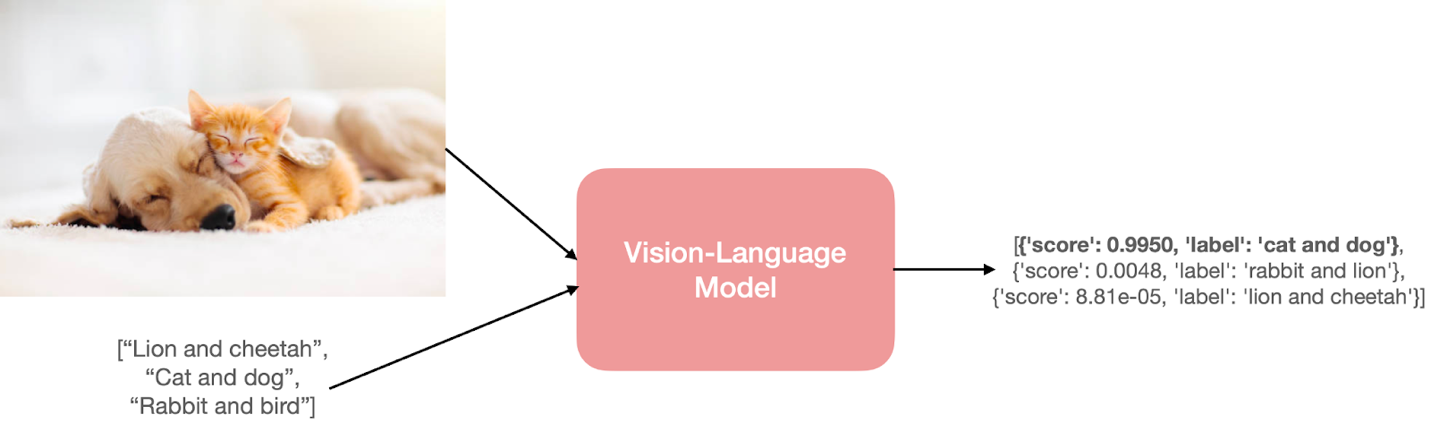 [“Lion and cheetah”,
“Cat and dog”,
“Rabbit and bird”]
Vision-Language
Model
[{'score': 0.9950, 'label': 'cat and dog'},
{'score': 0.0048, 'label': 'rabbit and lion'},
{'score': 8.81e-05, 'label': 'lion and cheetah'}]